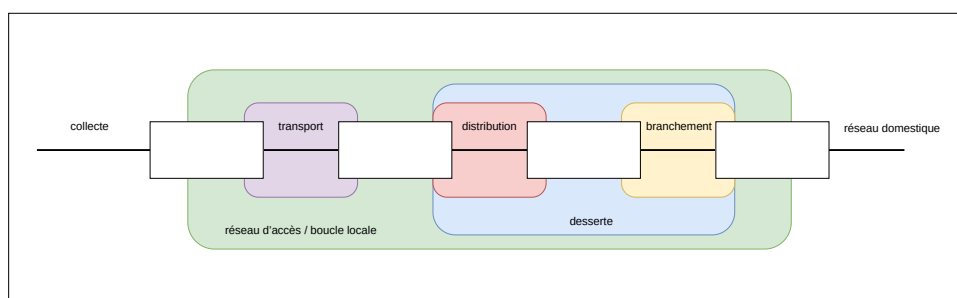 collecte
transport
distribution
branchement
réseau domestique
réseau d'accès / boucle locale
desserte